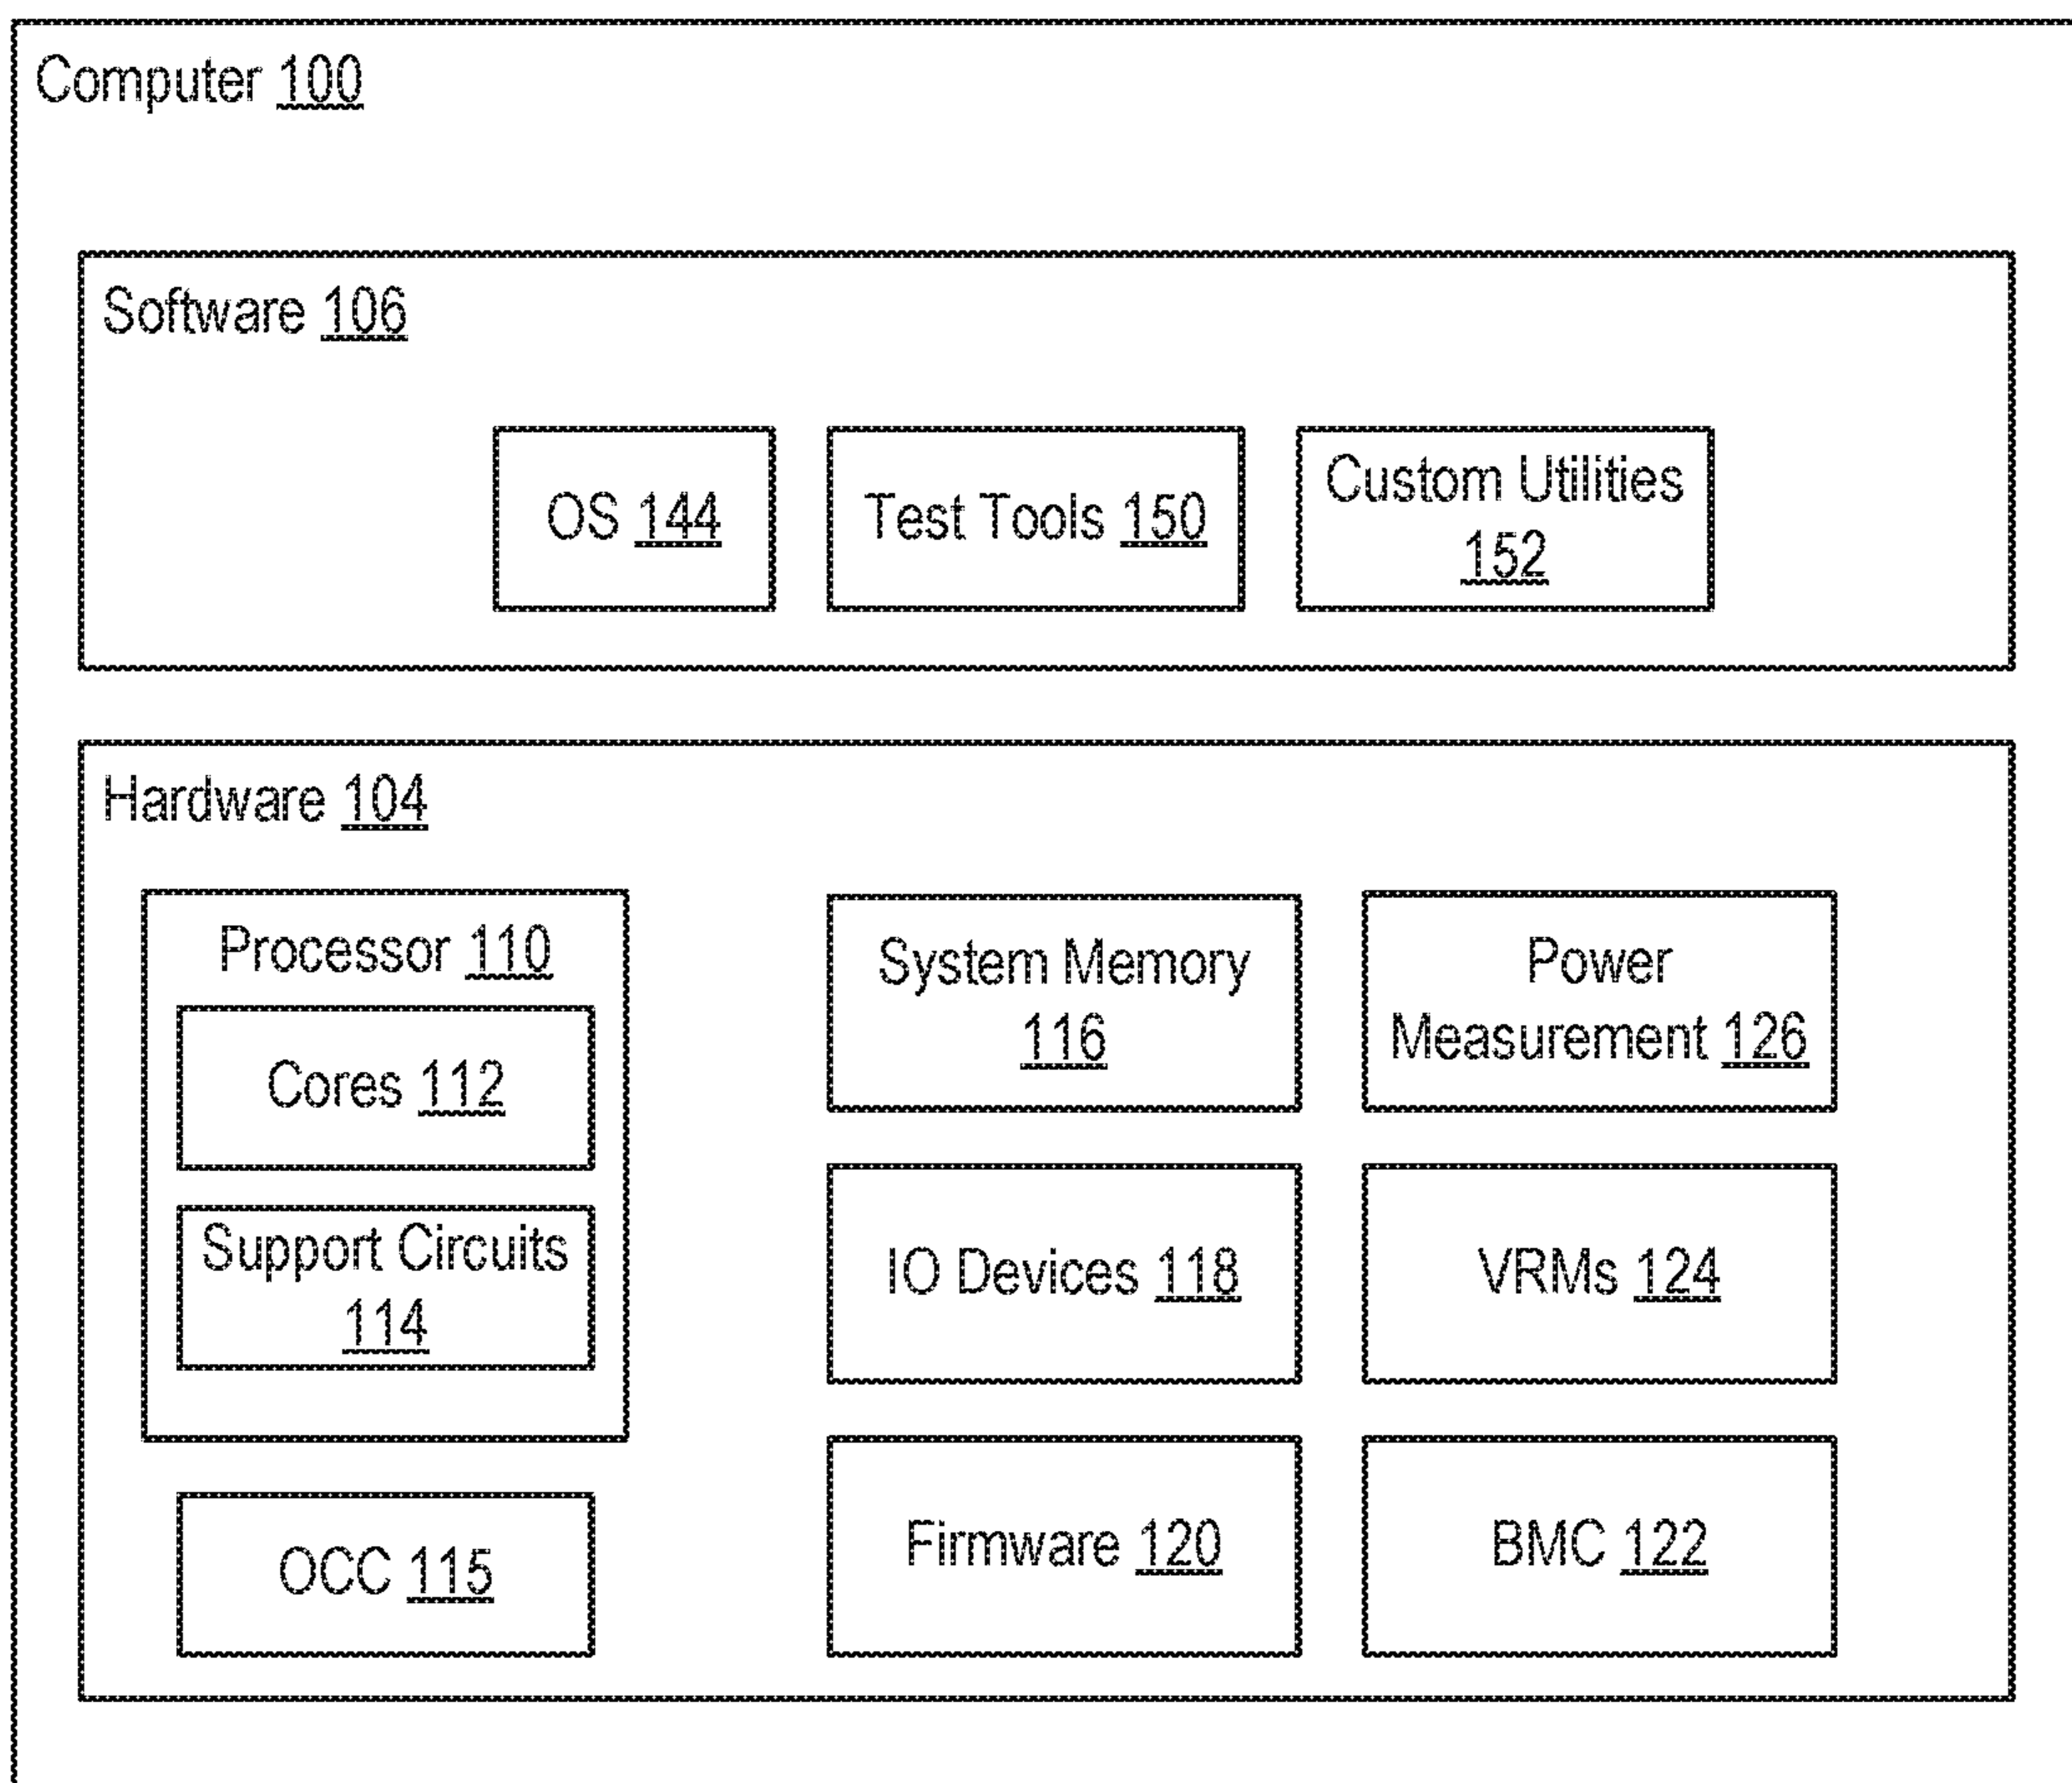 Computer 100
Software 106
OS 144
Test Tools 150
Custom Utilities
152
Hardware 104
Processor 110
Cores 112
Support Circuits
114
OCC 115
System Memory
116
Power
Measurement 126
IO Devices 118
VRMs 124
Firmware 120
BMC 122